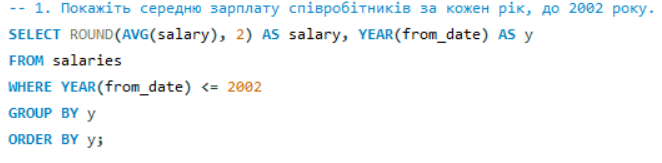 -- 1. Покажіть середню зарплату співробітників за кожен рік, до 2002 року.
SELECT ROUND(AVG(salary), 2) AS salary, YEAR(from_date) AS y
FROM salaries
WHERE YEAR(from_date) <= 2002
GROUP BY y
ORDER BY y;